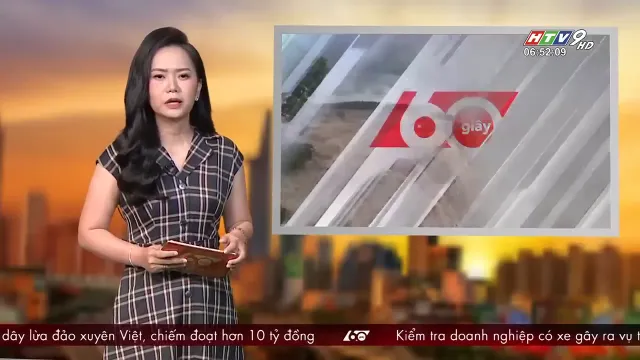 HTV9 HD
06:52:09
60 giây
dây lừa đảo xuyên Việt, chiếm đoạt hơn 10 tỷ đồng 60 Kiểm tra doanh nghiệp có xe gây ra vụ t